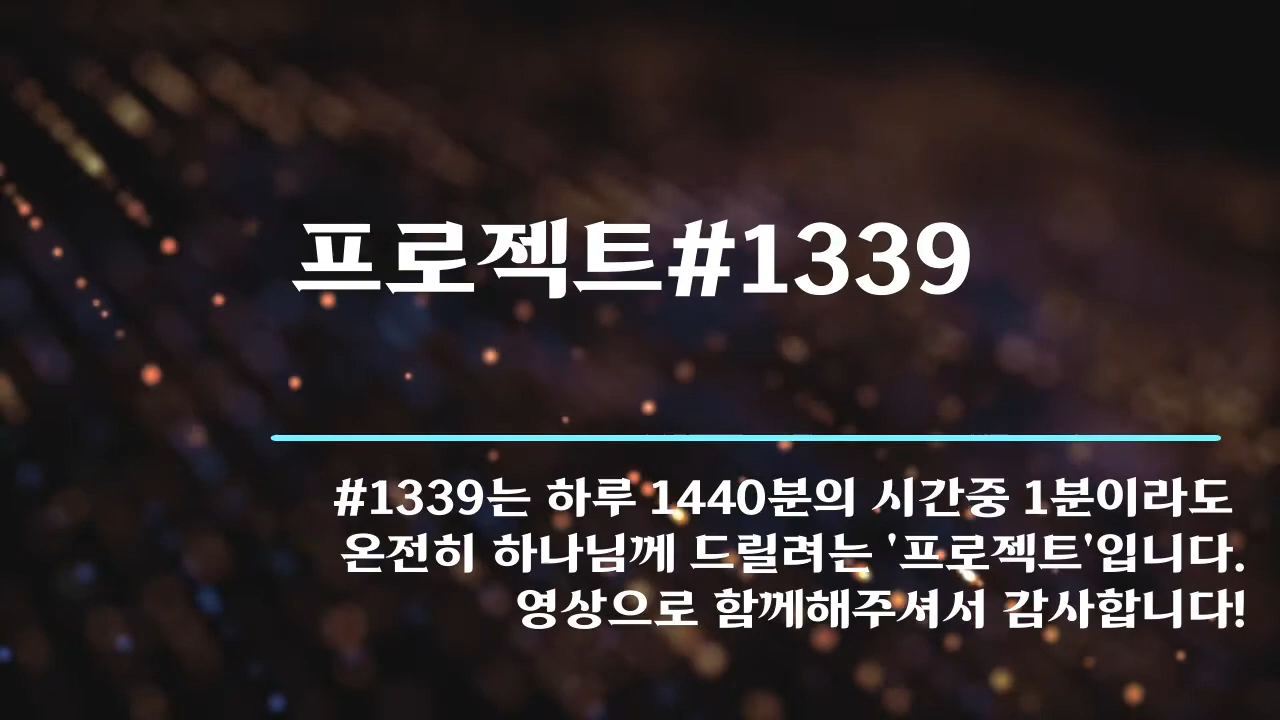 프로젝트#1339
#1339는 하루 1440분의 시간중 1분이라도
온전히 하나님께 드릴려는 '프로젝트'입니다.
영상으로 함께해주셔서 감사합니다!